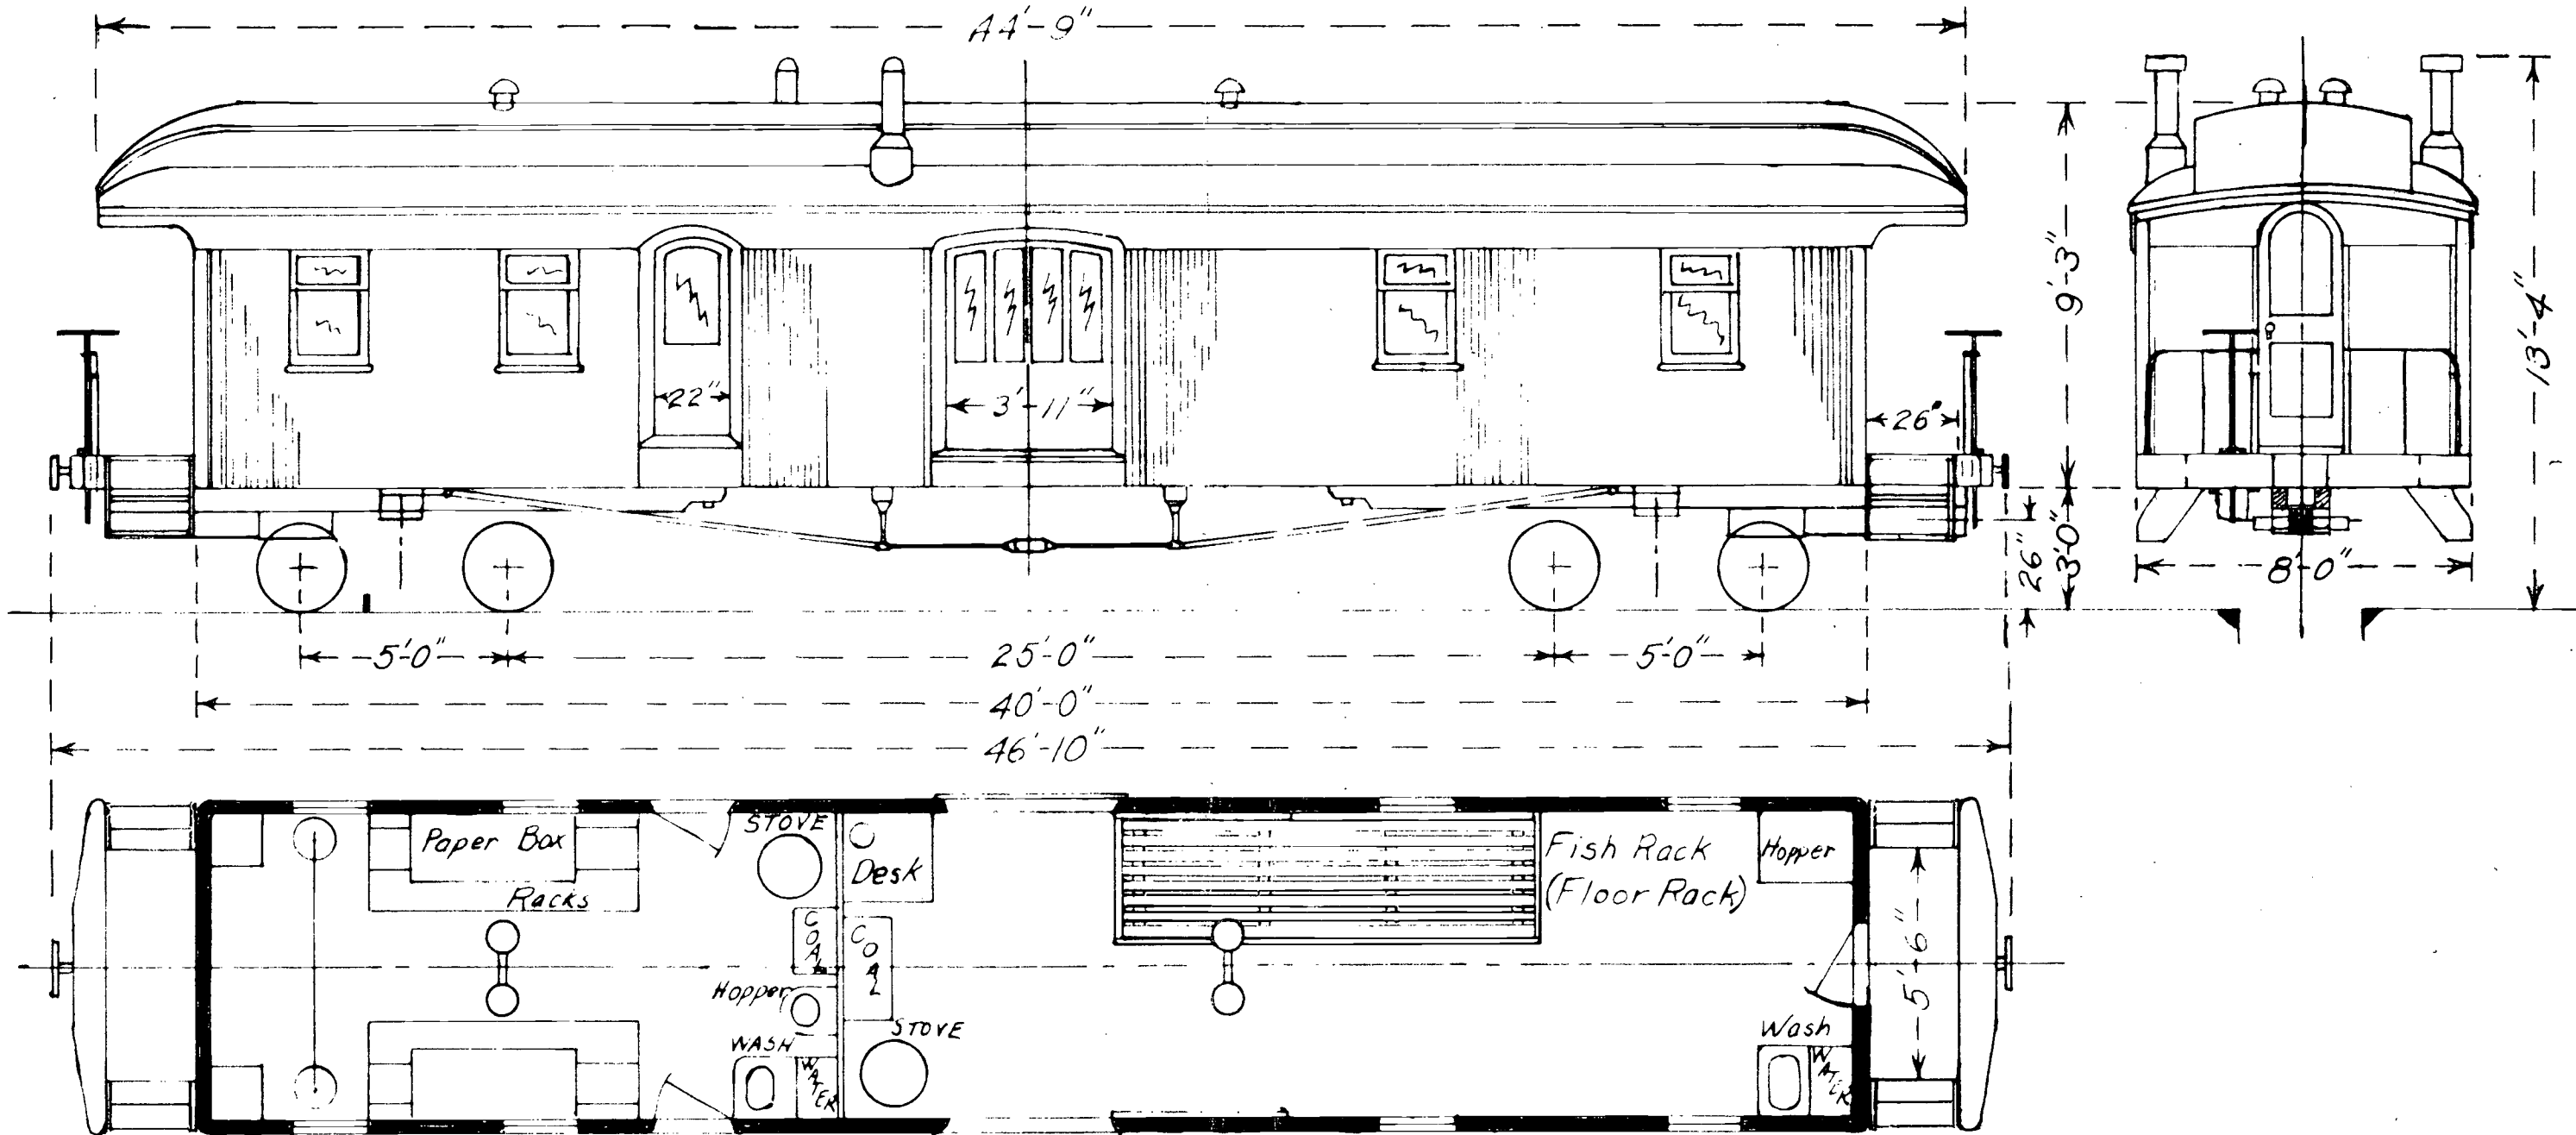 44'-9"
22"
3'-11"
26"
9'-3"
13'-4"
26"
3'-0"
8'-0"
5'-0"
25'-0"
5'-0"
40'-0"
46'-10"
Paper Box
Racks
STOVE
Desk
COAL
COAL
Hopper
WASH
WATER
STOVE
Fish Rack
(Floor Rack)
Hopper
5'-6"
Wash
WATER